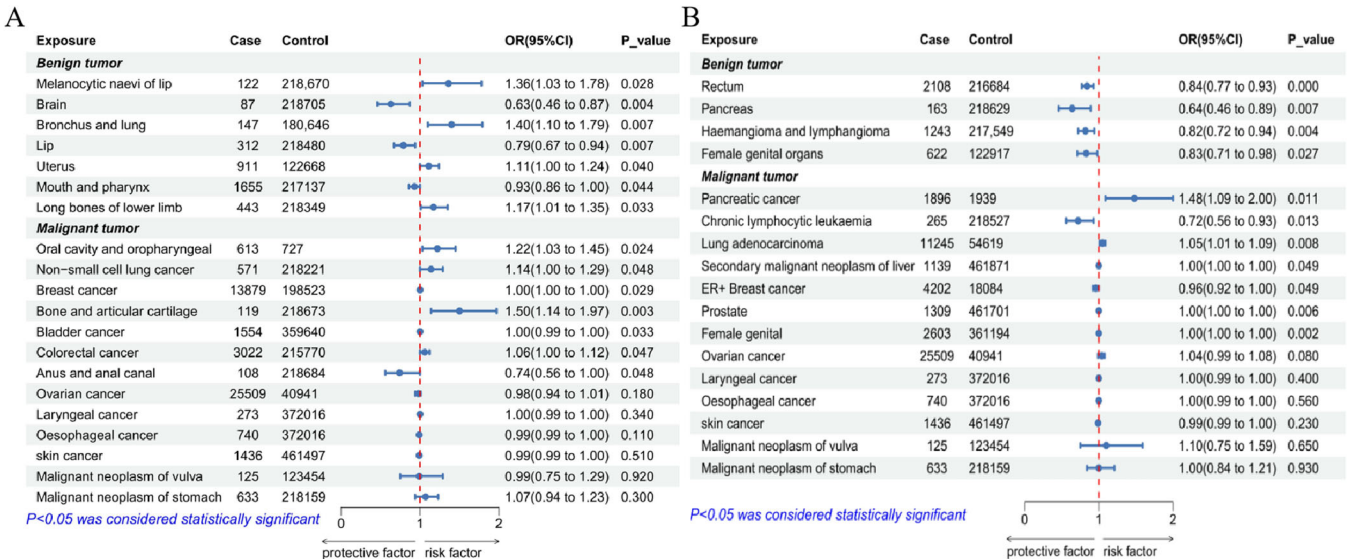 A
Exposure Case Control OR(95%CI) P_value
Benign tumor
Melanocytic naevi of lip 122 218,670 1.36(1.03 to 1.78) 0.028
Brain 87 218705 0.63(0.46 to 0.87) 0.004
Bronchus and lung 147 180,646 1.40(1.10 to 1.79) 0.007
Lip 312 218480 0.79(0.67 to 0.94) 0.007
Uterus 911 122668 1.11(1.00 to 1.24) 0.040
Mouth and pharynx 1655 217137 0.93(0.86 to 1.00) 0.044
Long bones of lower limb 443 218349 1.17(1.01 to 1.35) 0.033
Malignant tumor
Oral cavity and oropharyngeal 613 727 1.22(1.03 to 1.45) 0.024
Non−small cell lung cancer 571 218221 1.14(1.00 to 1.29) 0.048
Breast cancer 13879 198523 1.00(1.00 to 1.00) 0.029
Bone and articular cartilage 119 218673 1.50(1.14 to 1.97) 0.003
Bladder cancer 1554 359640 1.00(0.99 to 1.00) 0.033
Colorectal cancer 3022 215770 1.06(1.00 to 1.12) 0.047
Anus and anal canal 108 218684 0.74(0.56 to 1.00) 0.048
Ovarian cancer 25509 40941 0.98(0.94 to 1.01) 0.180
Laryngeal cancer 273 372016 1.00(0.99 to 1.00) 0.340
Oesophageal cancer 740 372016 0.99(0.99 to 1.00) 0.110
skin cancer 1436 461497 0.99(0.99 to 1.00) 0.510
Malignant neoplasm of vulva 125 123454 0.99(0.75 to 1.29) 0.920
Malignant neoplasm of stomach 633 218159 1.07(0.94 to 1.23) 0.300
P<0.05 was considered statistically significant
0 1 2
protective factor risk factor
B
Exposure Case Control OR(95%CI) P_value
Benign tumor
Rectum 2108 216684 0.84(0.77 to 0.93) 0.000
Pancreas 163 218629 0.64(0.46 to 0.89) 0.007
Haemangioma and lymphangioma 1243 217,549 0.82(0.72 to 0.94) 0.004
Female genital organs 622 122917 0.83(0.71 to 0.98) 0.027
Malignant tumor
Pancreatic cancer 1896 1939 1.48(1.09 to 2.00) 0.011
Chronic lymphocytic leukaemia 265 218527 0.72(0.56 to 0.93) 0.013
Lung adenocarcinoma 11245 54619 1.05(1.01 to 1.09) 0.008
Secondary malignant neoplasm of liver 1139 461871 1.00(1.00 to 1.00) 0.049
ER+ Breast cancer 4202 18084 0.96(0.92 to 1.00) 0.049
Prostate 1309 461701 1.00(1.00 to 1.00) 0.006
Female genital 2603 361194 1.00(1.00 to 1.00) 0.002
Ovarian cancer 25509 40941 1.04(0.99 to 1.08) 0.080
Laryngeal cancer 273 372016 1.00(0.99 to 1.00) 0.400
Oesophageal cancer 740 372016 1.00(0.99 to 1.00) 0.560
skin cancer 1436 461497 0.99(0.99 to 1.00) 0.230
Malignant neoplasm of vulva 125 123454 1.10(0.75 to 1.59) 0.650
Malignant neoplasm of stomach 633 218159 1.00(0.84 to 1.21) 0.930
P<0.05 was considered statistically significant
0 1 2
protective factor risk factor